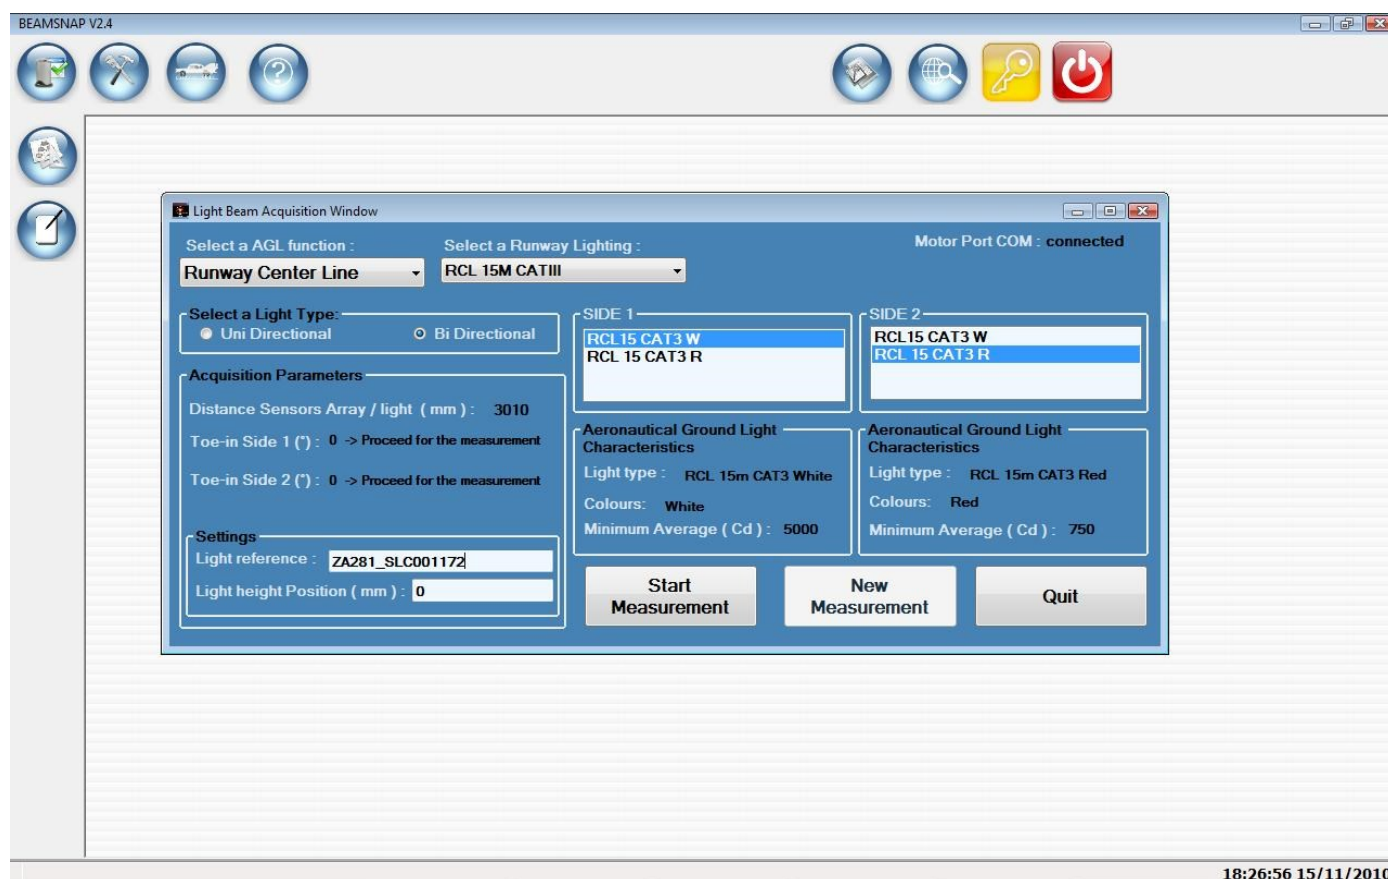 BEAMSNAP V2.4
Light Beam Acquisition Window
Select a AGL function :
Select a Runway Lighting :
Motor Port COM : connected
Runway Center Line
RCL 15M CATIII
Select a Light Type:
Uni Directional
Bi Directional
SIDE 1
RCL15 CAT3 W
RCL 15 CAT3 R
SIDE 2
RCL15 CAT3 W
RCL 15 CAT3 R
Acquisition Parameters
Distance Sensors Array / light ( mm ) : 3010
Toe-in Side 1 (°) : 0 -> Proceed for the measurement
Toe-in Side 2 (°) : 0 -> Proceed for the measurement
Aeronautical Ground Light
Characteristics
Light type : RCL 15m CAT3 White
Colours: White
Minimum Average ( Cd ) : 5000
Aeronautical Ground Light
Characteristics
Light type : RCL 15m CAT3 Red
Colours: Red
Minimum Average ( Cd ) : 750
Settings
Light reference : ZA281_SLC001172
Light height Position ( mm ) : 0
Start
Measurement
New
Measurement
Quit
18:26:56 15/11/2010